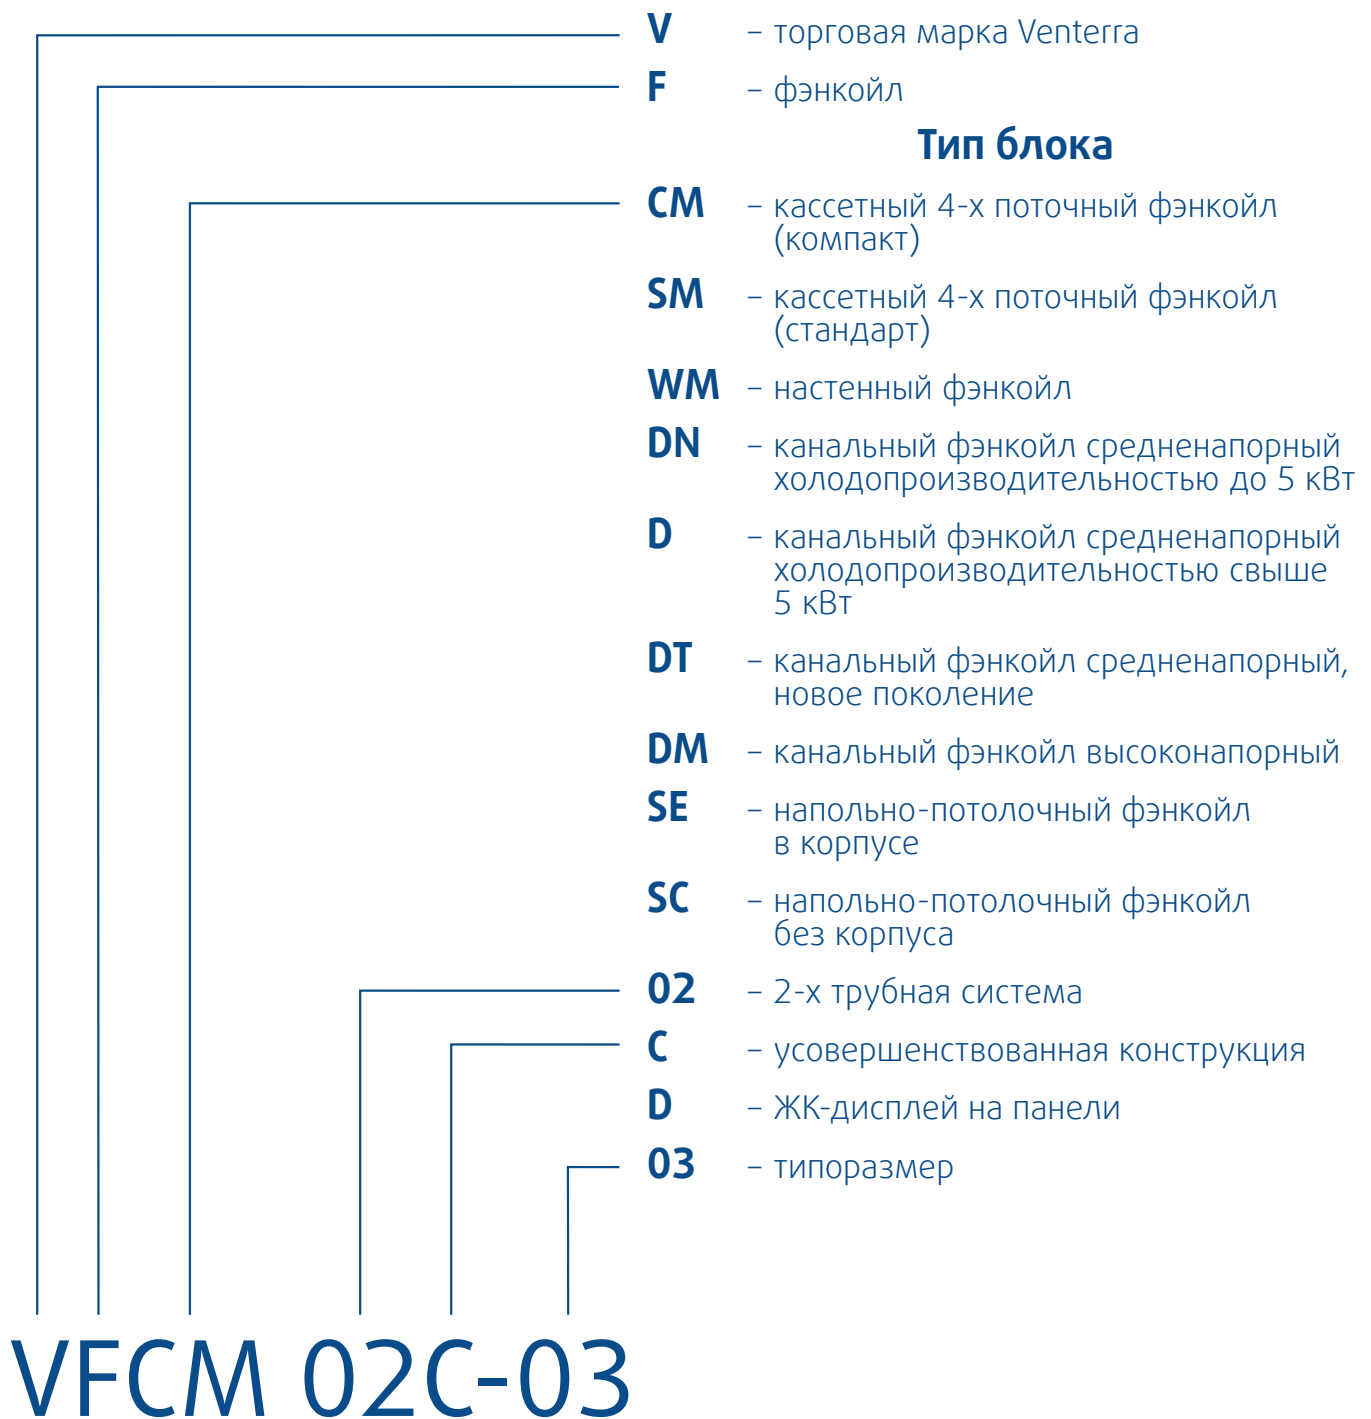 V – торговая марка Venterra
F – фэнкойл
Тип блока
CM – кассетный 4-х поточный фэнкойл
(компакт)
SM – кассетный 4-х поточный фэнкойл
(стандарт)
WM – настенный фэнкойл
DN – канальный фэнкойл средненапорный
холодопроизводительностью до 5 кВт
D – канальный фэнкойл средненапорный
холодопроизводительностью свыше
5 кВт
DT – канальный фэнкойл средненапорный,
новое поколение
DM – канальный фэнкойл высоконапорный
SE – напольно-потолочный фэнкойл
в корпусе
SC – напольно-потолочный фэнкойл
без корпуса
02 – 2-х трубная система
C – усовершенствованная конструкция
D – ЖК-дисплей на панели
03 – типоразмер
VFCM 02C-03